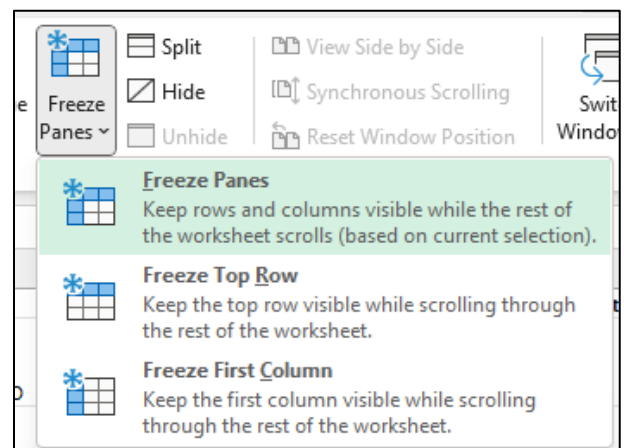 Split
Hide
Unhide
View Side by Side
Synchronous Scrolling
Reset Window Position
Freeze
Panes
Freeze Panes
Keep rows and columns visible while the rest of
the worksheet scrolls (based on current selection).
Freeze Top Row
Keep the top row visible while scrolling through
the rest of the worksheet.
Freeze First Column
Keep the first column visible while scrolling
through the rest of the worksheet.